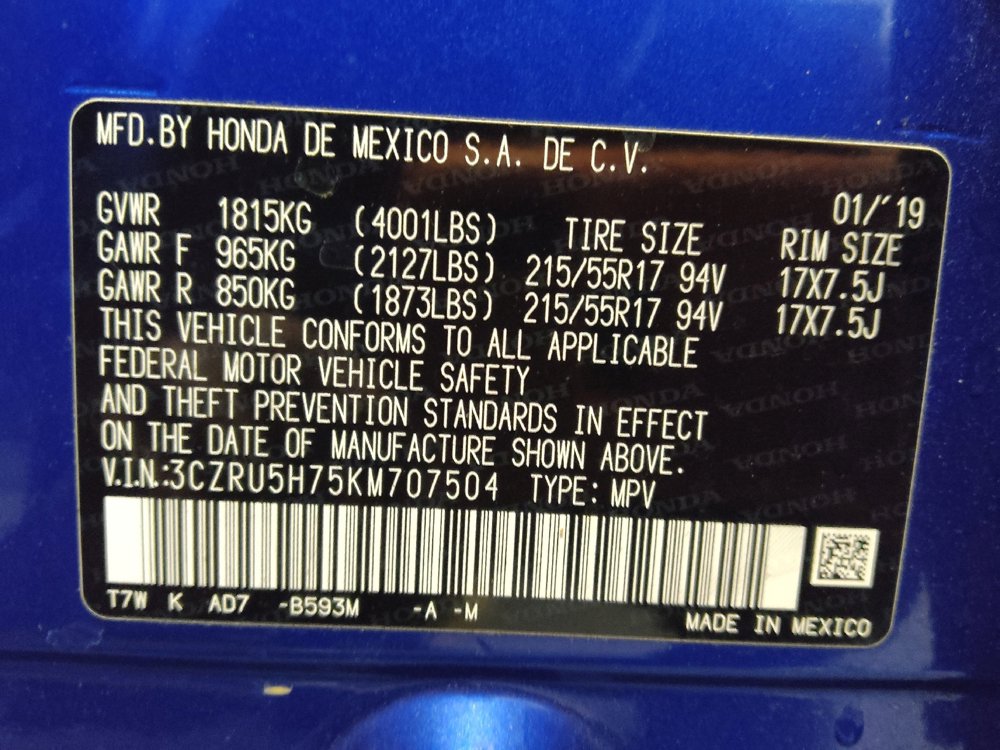 MFD.BY HONDA DE MEXICO S.A. DE C.V.
01/'19
GVWR 1815KG (4001LBS) TIRE SIZE RIM SIZE
GAWR F 965KG (2127LBS) 215/55R17 94V 17X7.5J
GAWR R 850KG (1873LBS) 215/55R17 94V 17X7.5J
THIS VEHICLE CONFORMS TO ALL APPLICABLE
FEDERAL MOTOR VEHICLE SAFETY
AND THEFT PREVENTION STANDARDS IN EFFECT
ON THE DATE OF MANUFACTURE SHOWN ABOVE.
V.I.N.:3CZRU5H75KM707504 TYPE: MPV
T7W K AD7 -B593M -A -M
MADE IN MEXICO